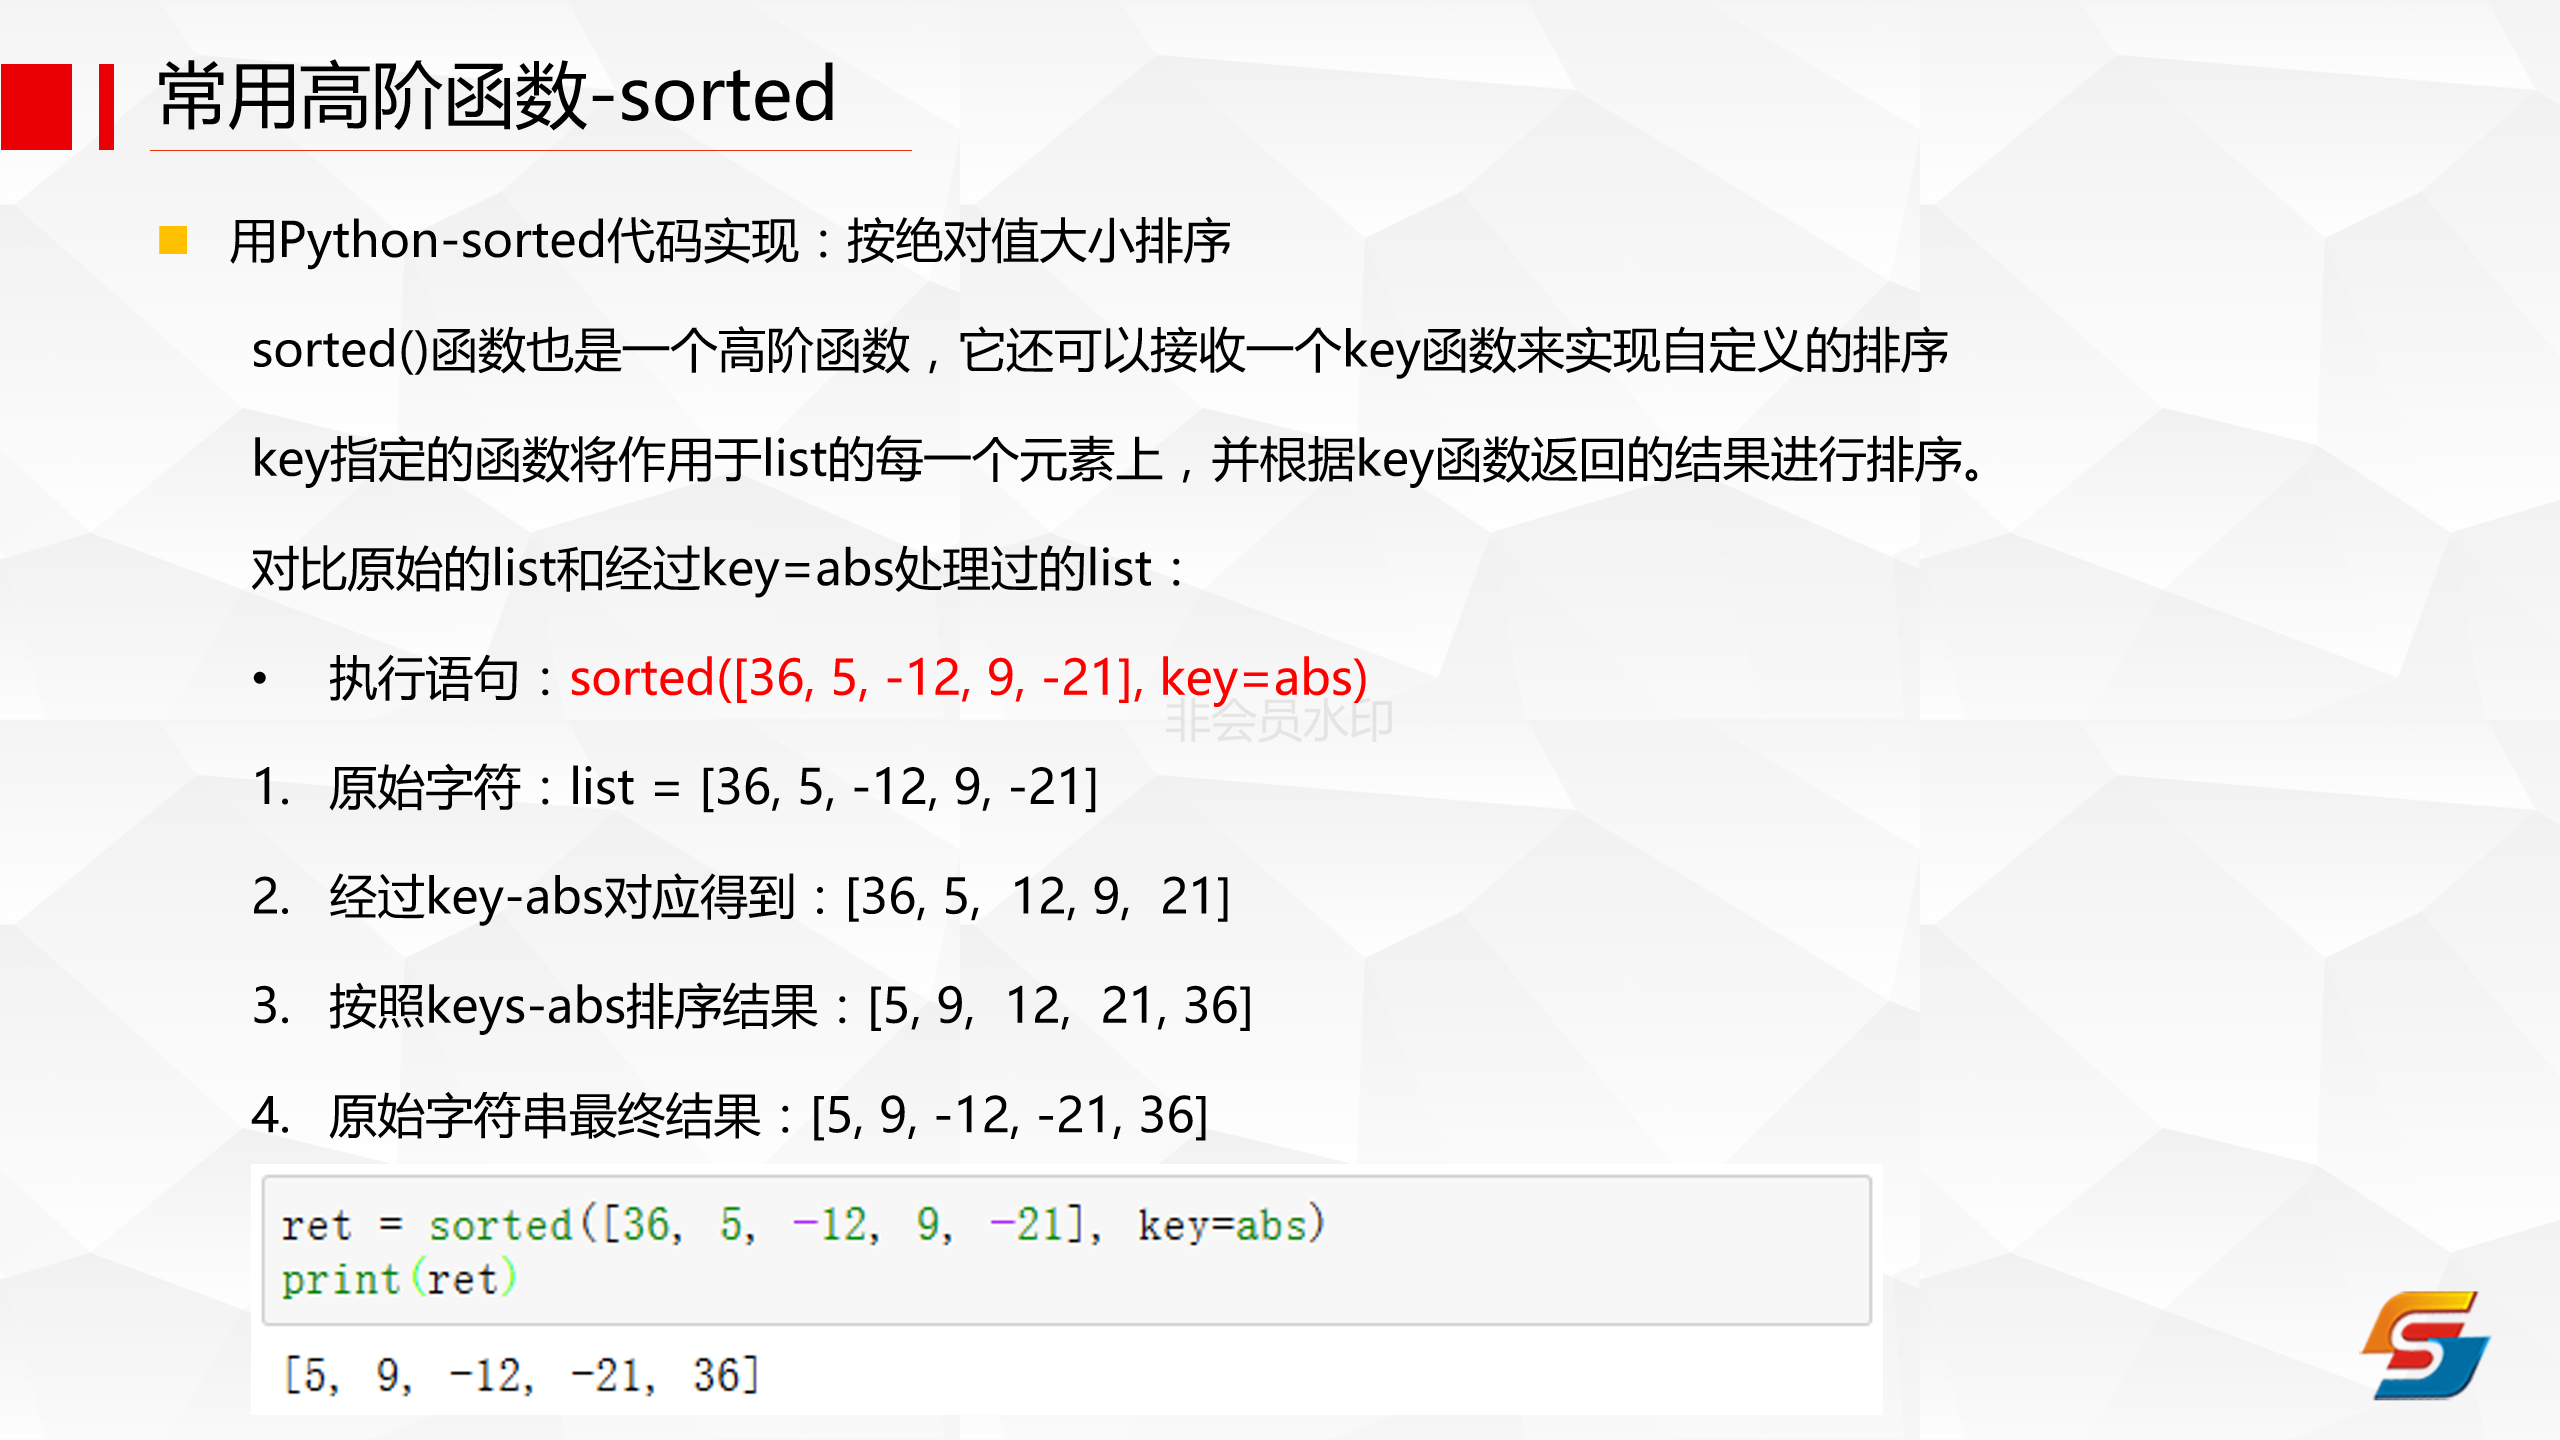 常用高阶函数-sorted
用Python-sorted代码实现：按绝对值大小排序
sorted()函数也是一个高阶函数，它还可以接收一个key函数来实现自定义的排序
key指定的函数将作用于list的每一个元素上，并根据key函数返回的结果进行排序。
对比原始的list和经过key=abs处理过的list：
• 执行语句：sorted([36, 5, -12, 9, -21], key=abs)
非会员水印
1. 原始字符：list = [36, 5, -12, 9, -21]
2. 经过key-abs对应得到：[36, 5,  12, 9,  21]
3. 按照keys-abs排序结果：[5, 9,  12,  21, 36]
4. 原始字符串最终结果：[5, 9, -12, -21, 36]
ret = sorted([36, 5, -12, 9, -21], key=abs)
print(ret)
[5, 9, -12, -21, 36]